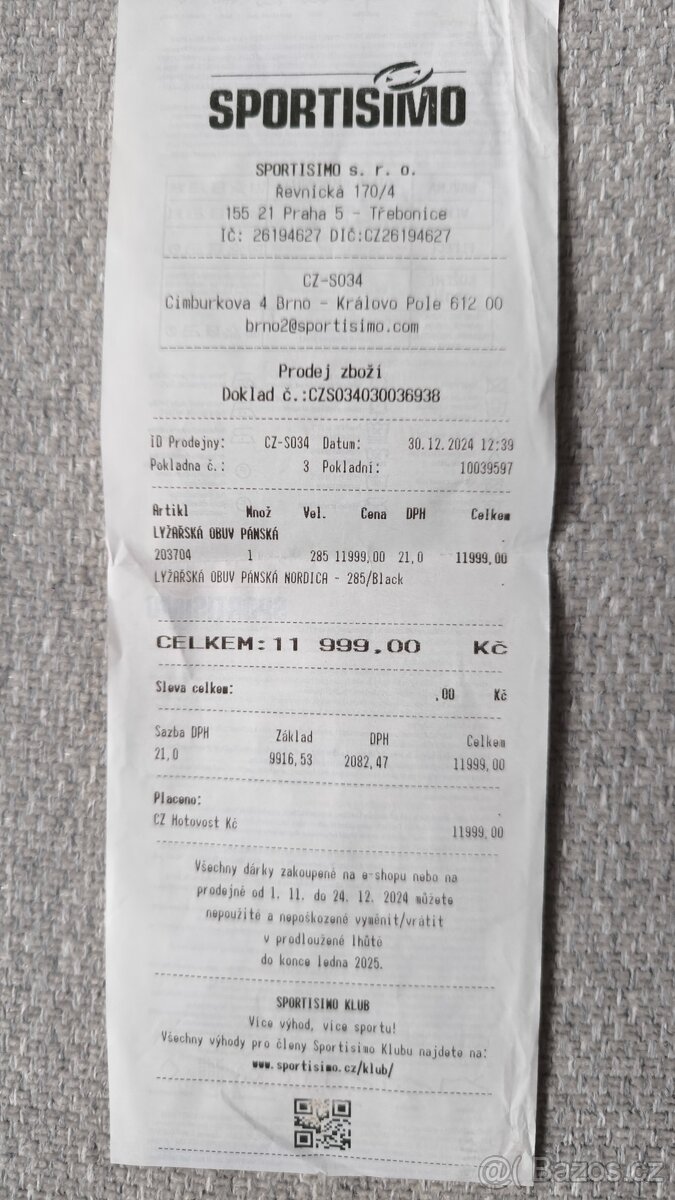 SPORTISIMO
SPORTISIMO s. r. o.
Řevnická 170/4
155 21 Praha 5 - Třebonice
IČ: 26194627 DIČ:CZ26194627
CZ-S034
Cimburkova 4 Brno - Královo Pole 612 00
brno2@sportisimo.com
Prodej zboží
Doklad č.:CZS034030036938
ID Prodejny: CZ-S034 Datum: 30.12.2024 12:39
Pokladna č.: 3 Pokladní: 10039597
Artikl Množ Vel. Cena DPH Celkem
LYŽAŘSKÁ OBUV PÁNSKÁ
203704 1 285 11999,00 21,0 11999,00
LYŽAŘSKÁ OBUV PÁNSKÁ NORDICA - 285/Black
CELKEM:11 999,00 Kč
Sleva celkem: ,00 Kč
Sazba DPH Základ DPH Celkem
21,0 9916,53 2082,47 11999,00
Placeno:
CZ Hotovost Kč 11999,00
Všechny dárky zakoupené na e-shopu nebo na
prodejně od 1. 11. do 24. 12. 2024 můžete
nepoužité a nepoškozené vyměnit/vrátit
v prodloužené lhůtě
do konce ledna 2025.
SPORTISIMO KLUB
Více výhod, více sportu!
Všechny výhody pro členy Sportisimo Klubu najdete na:
www.sportisimo.cz/klub/
Bazos.cz